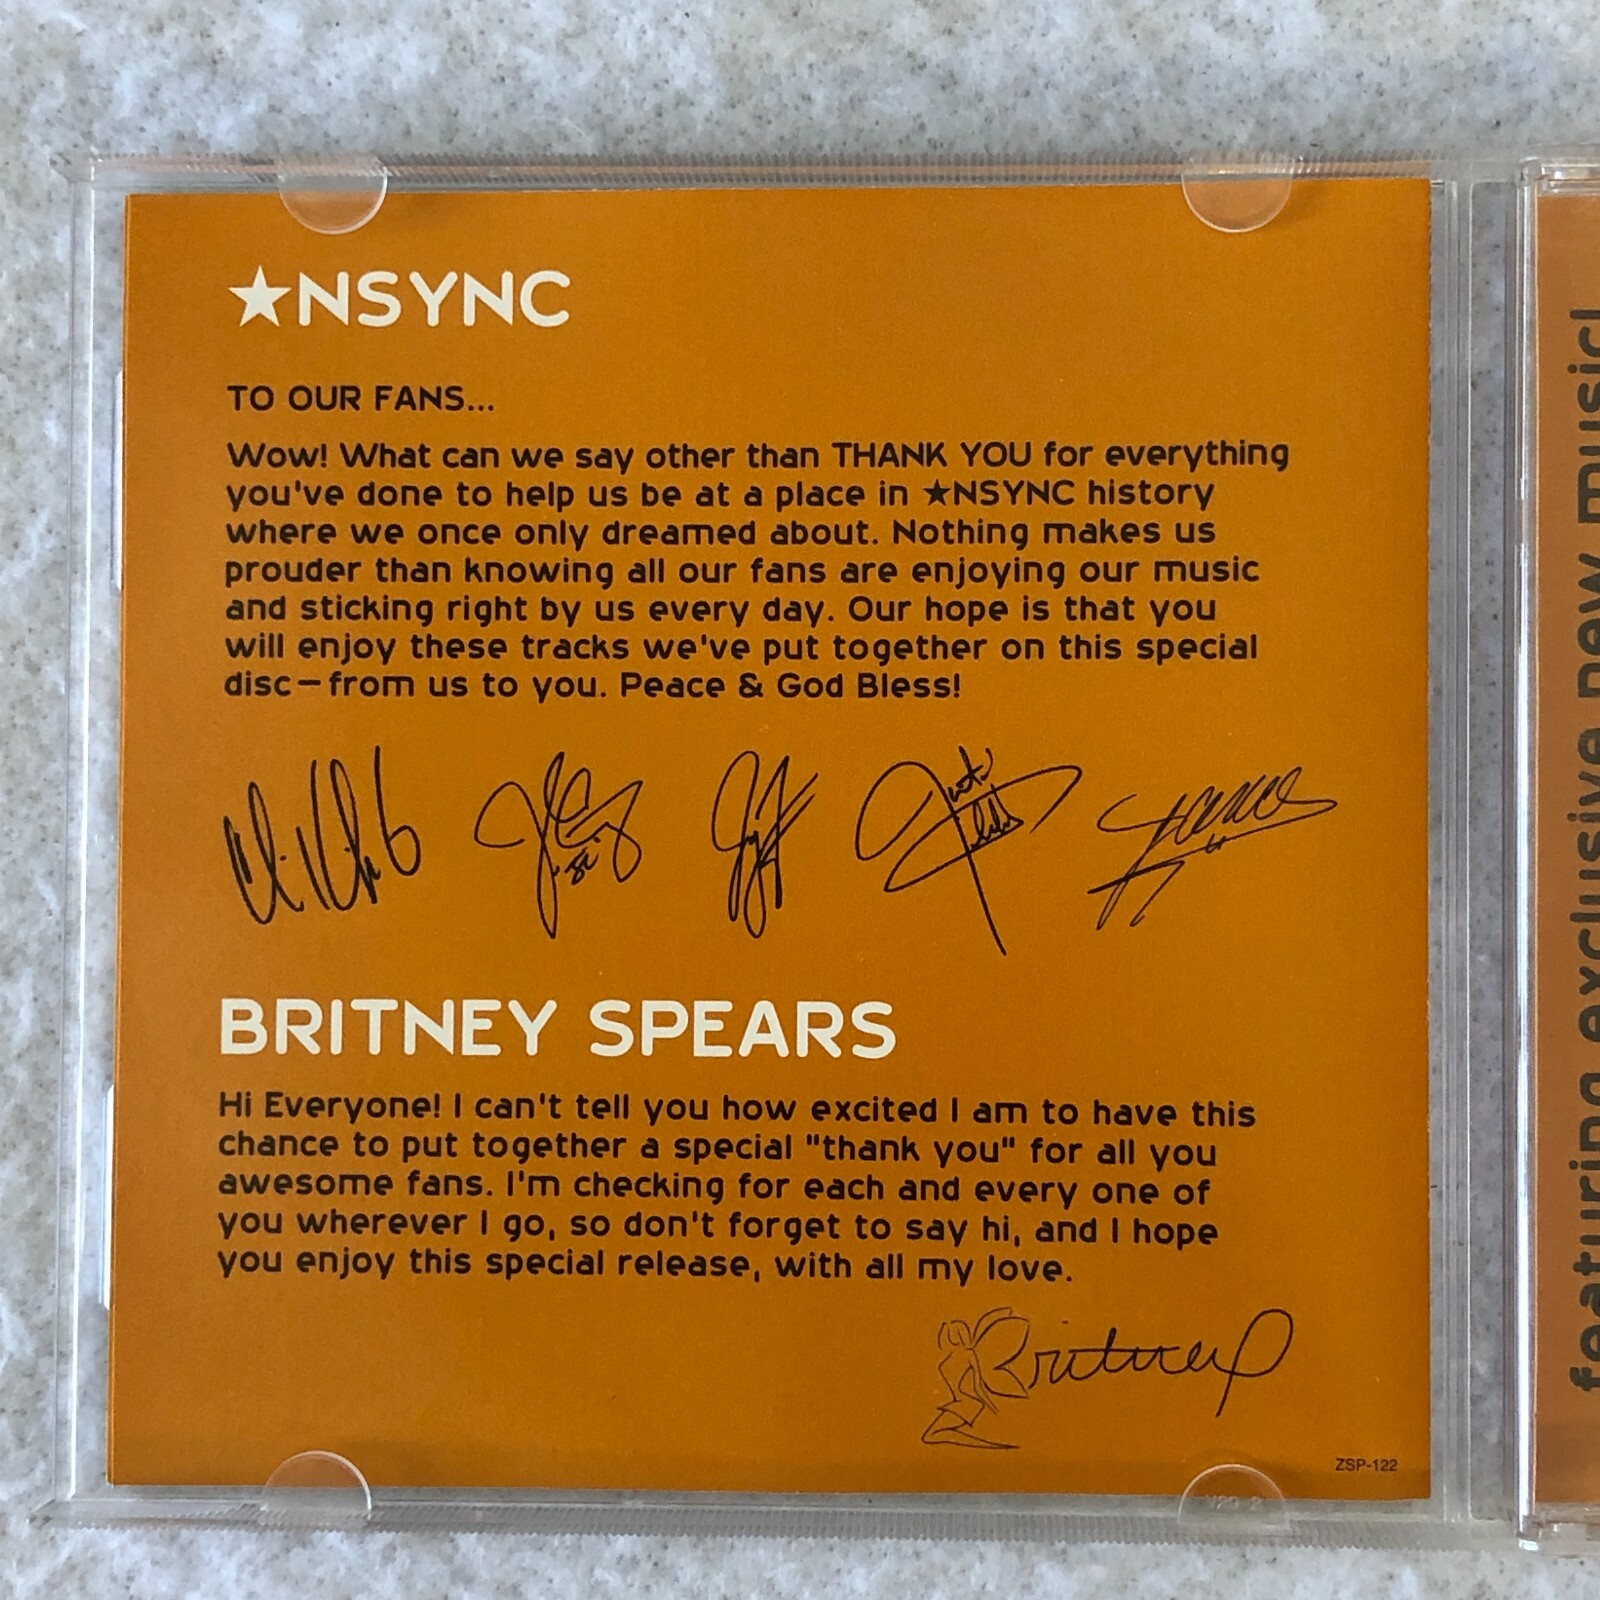 ★NSYNC
TO OUR FANS...
Wow! What can we say other than THANK YOU for everything
you've done to help us be at a place in ★NSYNC history
where we once only dreamed about. Nothing makes us
prouder than knowing all our fans are enjoying our music
and sticking right by us every day. Our hope is that you
will enjoy these tracks we've put together on this special
disc—from us to you. Peace & God Bless!
BRITNEY SPEARS
Hi Everyone! I can't tell you how excited I am to have this
chance to put together a special "thank you" for all you
awesome fans. I'm checking for each and every one of
you wherever I go, so don't forget to say hi, and I hope
you enjoy this special release, with all my love.
Britney
ZSP-122
featuring exclusive new music!